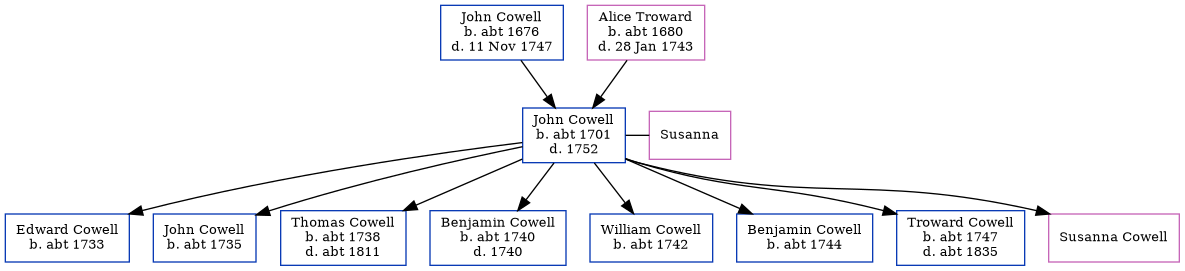 John Cowell
b. abt 1676
d. 11 Nov 1747
Alice Troward
b. abt 1680
d. 28 Jan 1743
John Cowell
b. abt 1701
d. 1752
Susanna
Edward Cowell
b. abt 1733
John Cowell
b. abt 1735
Thomas Cowell
b. abt 1738
d. abt 1811
Benjamin Cowell
b. abt 1740
d. 1740
William Cowell
b. abt 1742
Benjamin Cowell
b. abt 1744
Troward Cowell
b. abt 1747
d. abt 1835
Susanna Cowell